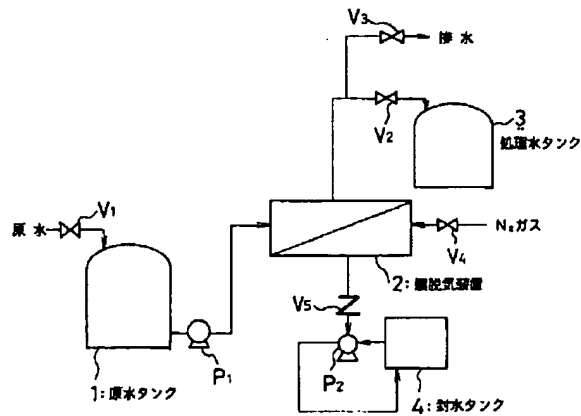 V3
排水
V2
3
処理水タンク
原水
V1
N₂ガス
V4
2:膜脱気装置
V5
P1
P2
1:原水タンク
4:封水タンク